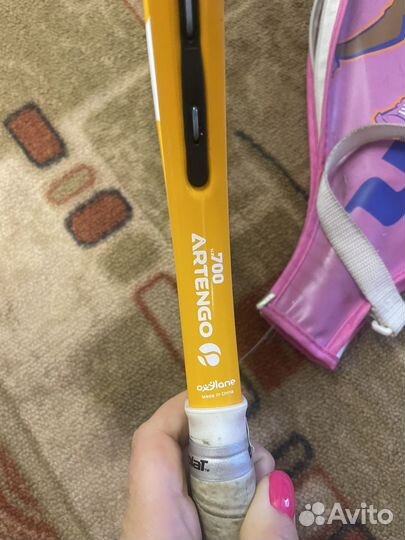 700
ARTENGO
oxylane
Made in China
Avito